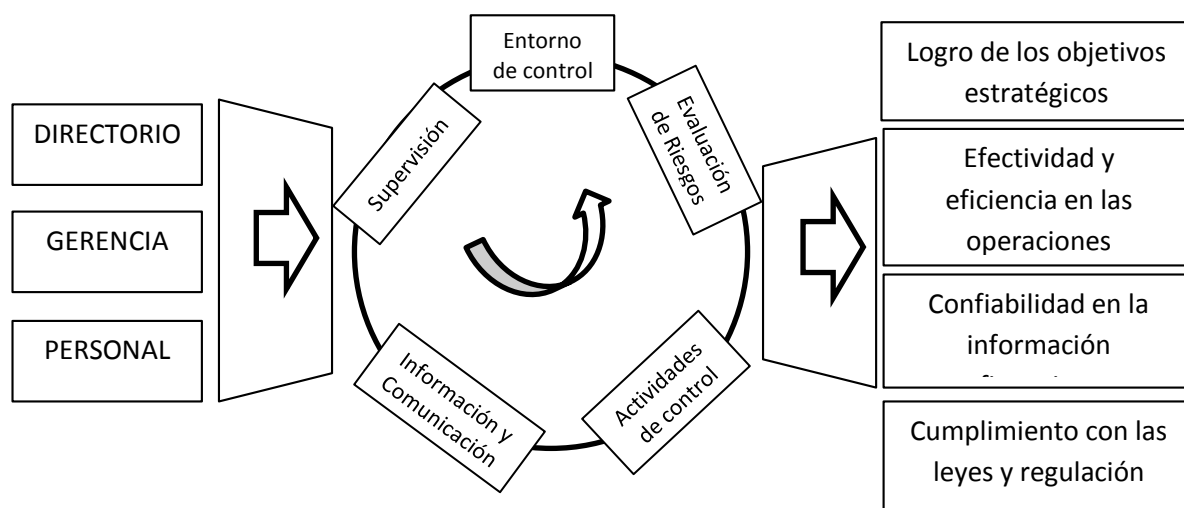 DIRECTORIO
GERENCIA
PERSONAL
Entorno
de control
Evaluación
de Riesgos
Actividades
de control
Información y
Comunicación
Supervisión
Logro de los objetivos
estratégicos
Efectividad y
eficiencia en las
operaciones
Confiabilidad en la
información
Cumplimiento con las
leyes y regulación